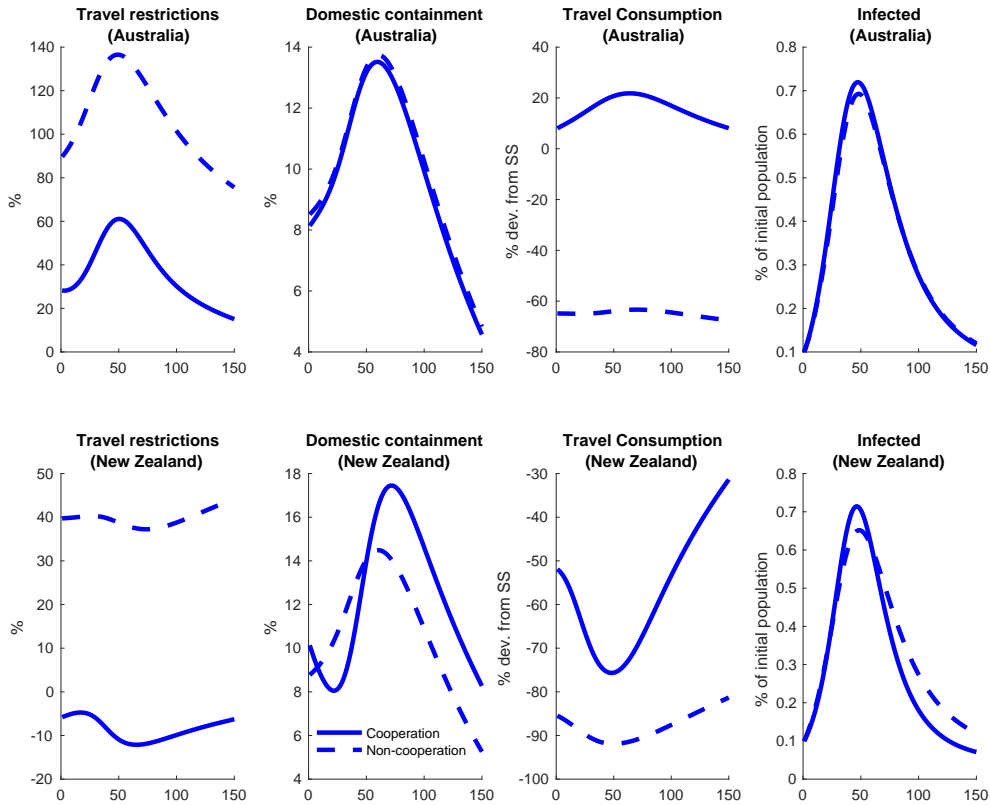 Travel restrictions
(Australia)
%
140
120
100
80
60
40
20
0
0 50 100 150
Domestic containment
(Australia)
%
14
12
10
8
6
4
0 50 100 150
Travel Consumption
(Australia)
% dev. from SS
40
20
0
-20
-40
-60
-80
0 50 100 150
Infected
(Australia)
% of initial population
0.8
0.7
0.6
0.5
0.4
0.3
0.2
0.1
0 50 100 150
Travel restrictions
(New Zealand)
%
50
40
30
20
10
0
-10
-20
0 50 100 150
Domestic containment
(New Zealand)
%
18
16
14
12
10
8
6
4
Cooperation
Non-cooperation
0 50 100 150
Travel Consumption
(New Zealand)
% dev. from SS
-30
-40
-50
-60
-70
-80
-90
-100
0 50 100 150
Infected
(New Zealand)
% of initial population
0.8
0.7
0.6
0.5
0.4
0.3
0.2
0.1
0
0 50 100 150